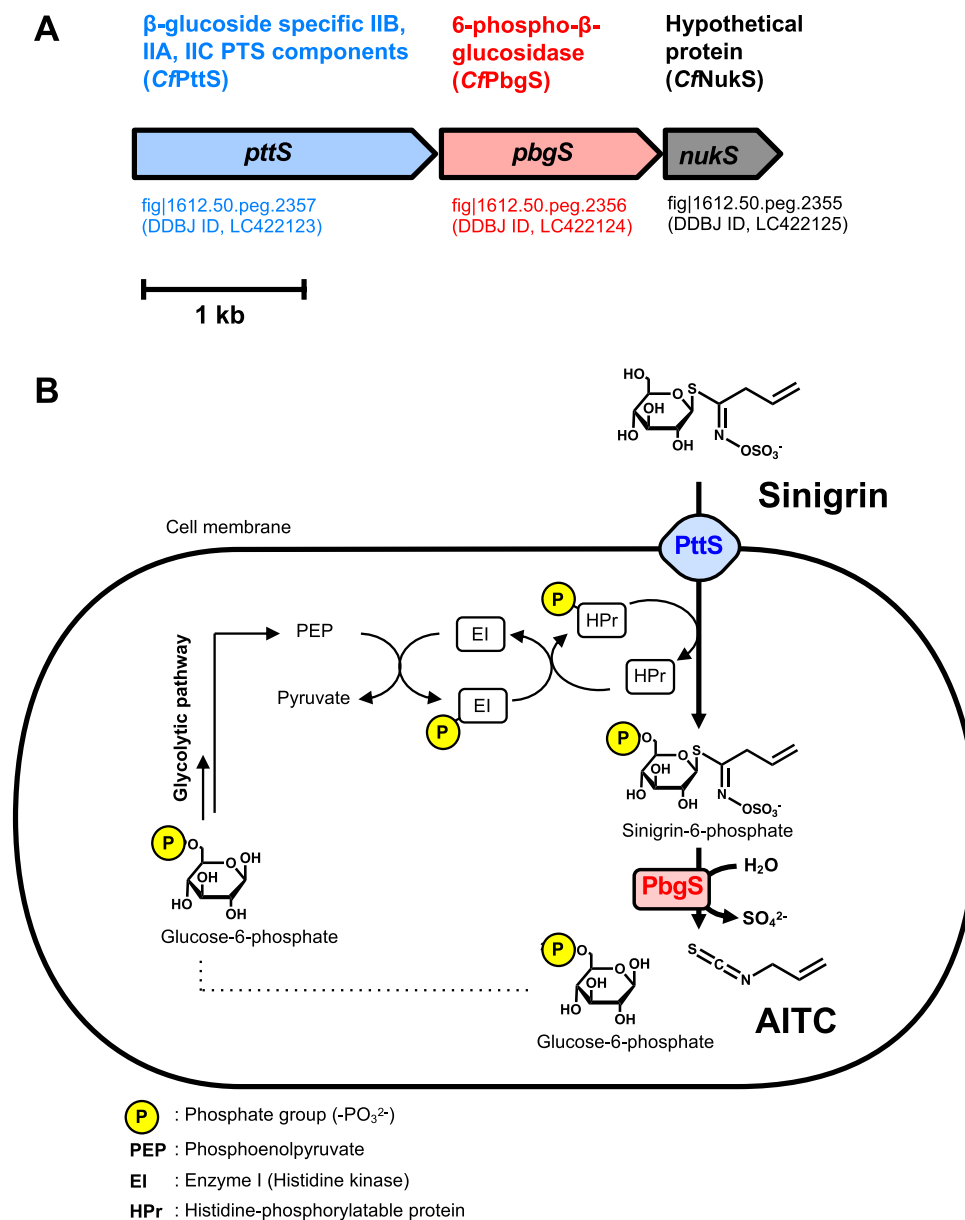 A
β-glucoside specific IIB,
IIA, IIC PTS components
(CfPttS)
6-phospho-β-
glucosidase
(CfPbgS)
Hypothetical
protein
(CfNukS)
pttS
pbgS
nukS
fig|1612.50.peg.2357
(DDBJ ID, LC422123)
fig|1612.50.peg.2356
(DDBJ ID, LC422124)
fig|1612.50.peg.2355
(DDBJ ID, LC422125)
1 kb
B
HO
S
O
OH
HO
OH
N
OSO₃⁻
Sinigrin
Cell membrane
PttS
P
HPr
PEP
EI
HPr
Pyruvate
EI
P
Glycolytic pathway
P
O
S
O
OH
HO
OH
N
OSO₃⁻
Sinigrin-6-phosphate
P
O
O
OH
OH
HO
OH
Glucose-6-phosphate
PbgS
H₂O
SO₄²⁻
P
O
O
OH
OH
HO
OH
Glucose-6-phosphate
S
C
N
AITC
P : Phosphate group (-PO₃²⁻)
PEP : Phosphoenolpyruvate
EI : Enzyme I (Histidine kinase)
HPr : Histidine-phosphorylatable protein